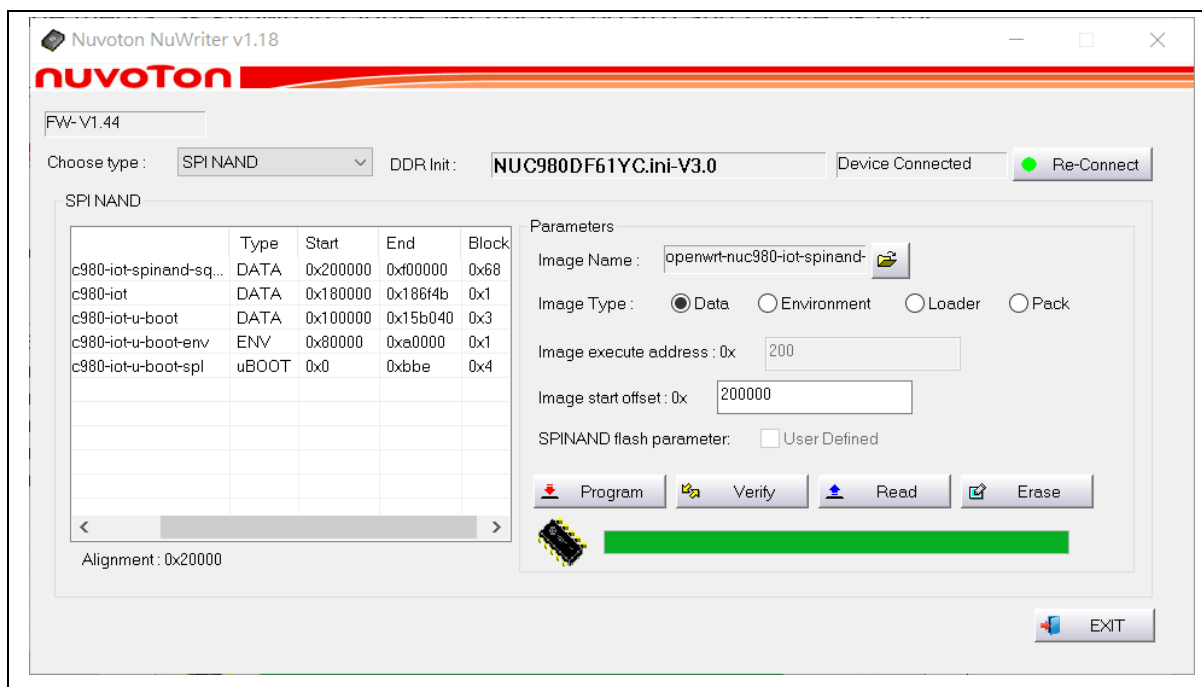 Nuvoton NuWriter v1.18
nuvoTon
FW- V1.44
Choose type : SPI NAND DDR Init : NUC980DF61YC.ini-V3.0 Device Connected Re-Connect
SPI NAND
Type Start End Block
c980-iot-spinand-sq... DATA 0x200000 0xf00000 0x68
c980-iot DATA 0x180000 0x186f4b 0x1
c980-iot-u-boot DATA 0x100000 0x15b040 0x3
c980-iot-u-boot-env ENV 0x80000 0xa0000 0x1
c980-iot-u-boot-spl uBOOT 0x0 0xbbe 0x4
Alignment : 0x20000
Parameters
Image Name : openwrt-nuc980-iot-spinand-
Image Type : Data Environment Loader Pack
Image execute address : 0x 200
Image start offset : 0x 200000
SPINAND flash parameter: User Defined
Program Verify Read Erase
EXIT